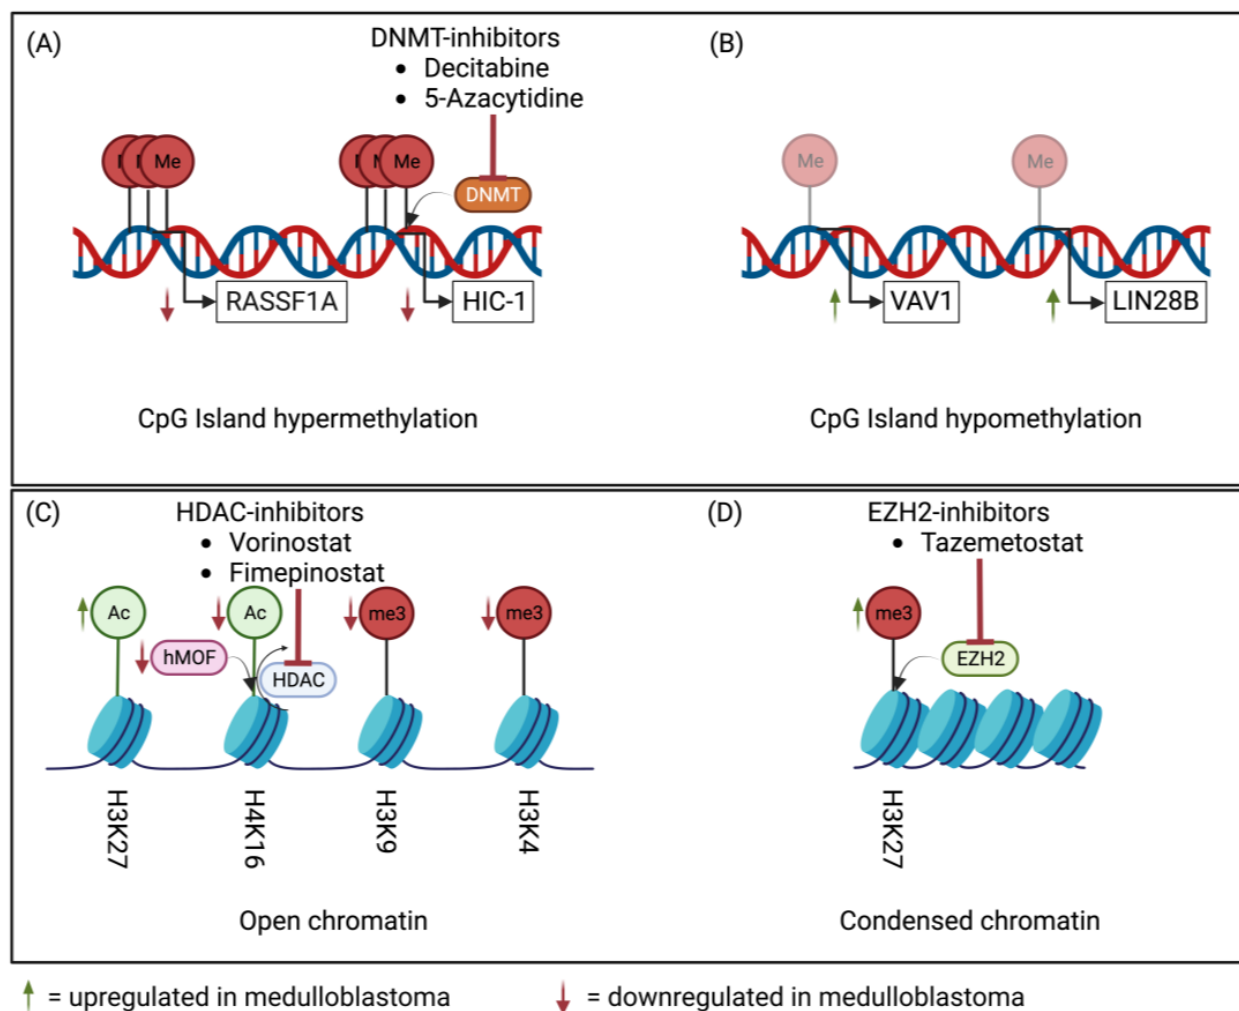 (A)
DNMT-inhibitors
• Decitabine
• 5-Azacytidine
Me
Me
DNMT
RASSF1A
HIC-1
CpG Island hypermethylation
(B)
Me
Me
VAV1
LIN28B
CpG Island hypomethylation
(C)
HDAC-inhibitors
• Vorinostat
• Fimepinostat
Ac
Ac
me3
me3
hMOF
HDAC
H3K27
H4K16
H3K9
H3K4
Open chromatin
(D)
EZH2-inhibitors
• Tazemetostat
me3
EZH2
H3K27
Condensed chromatin
= upregulated in medulloblastoma
= downregulated in medulloblastoma